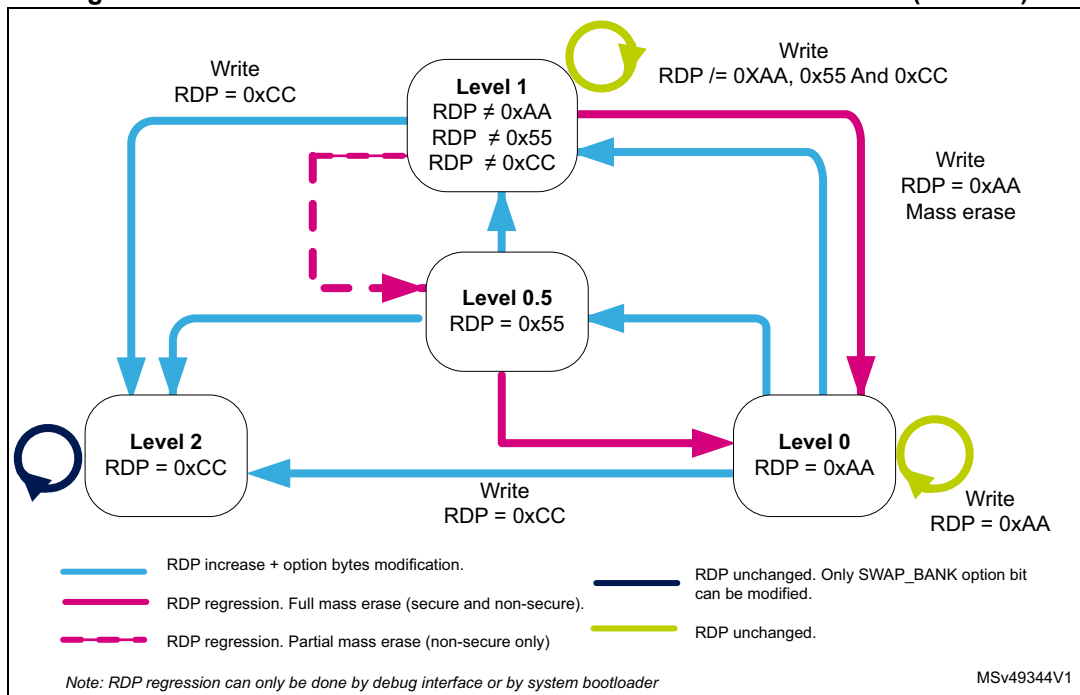 Write
RDP = 0xCC
Level 1
RDP ≠ 0xAA
RDP ≠ 0x55
RDP ≠ 0xCC
Write
RDP /= 0XAA, 0x55 And 0xCC
Write
RDP = 0xAA
Mass erase
Level 0.5
RDP = 0x55
Level 2
RDP = 0xCC
Level 0
RDP = 0xAA
Write
RDP = 0xCC
Write
RDP = 0xAA
RDP increase + option bytes modification.
RDP regression. Full mass erase (secure and non-secure).
RDP regression. Partial mass erase (non-secure only)
RDP unchanged. Only SWAP_BANK option bit
can be modified.
RDP unchanged.
Note: RDP regression can only be done by debug interface or by system bootloader
MSv49344V1